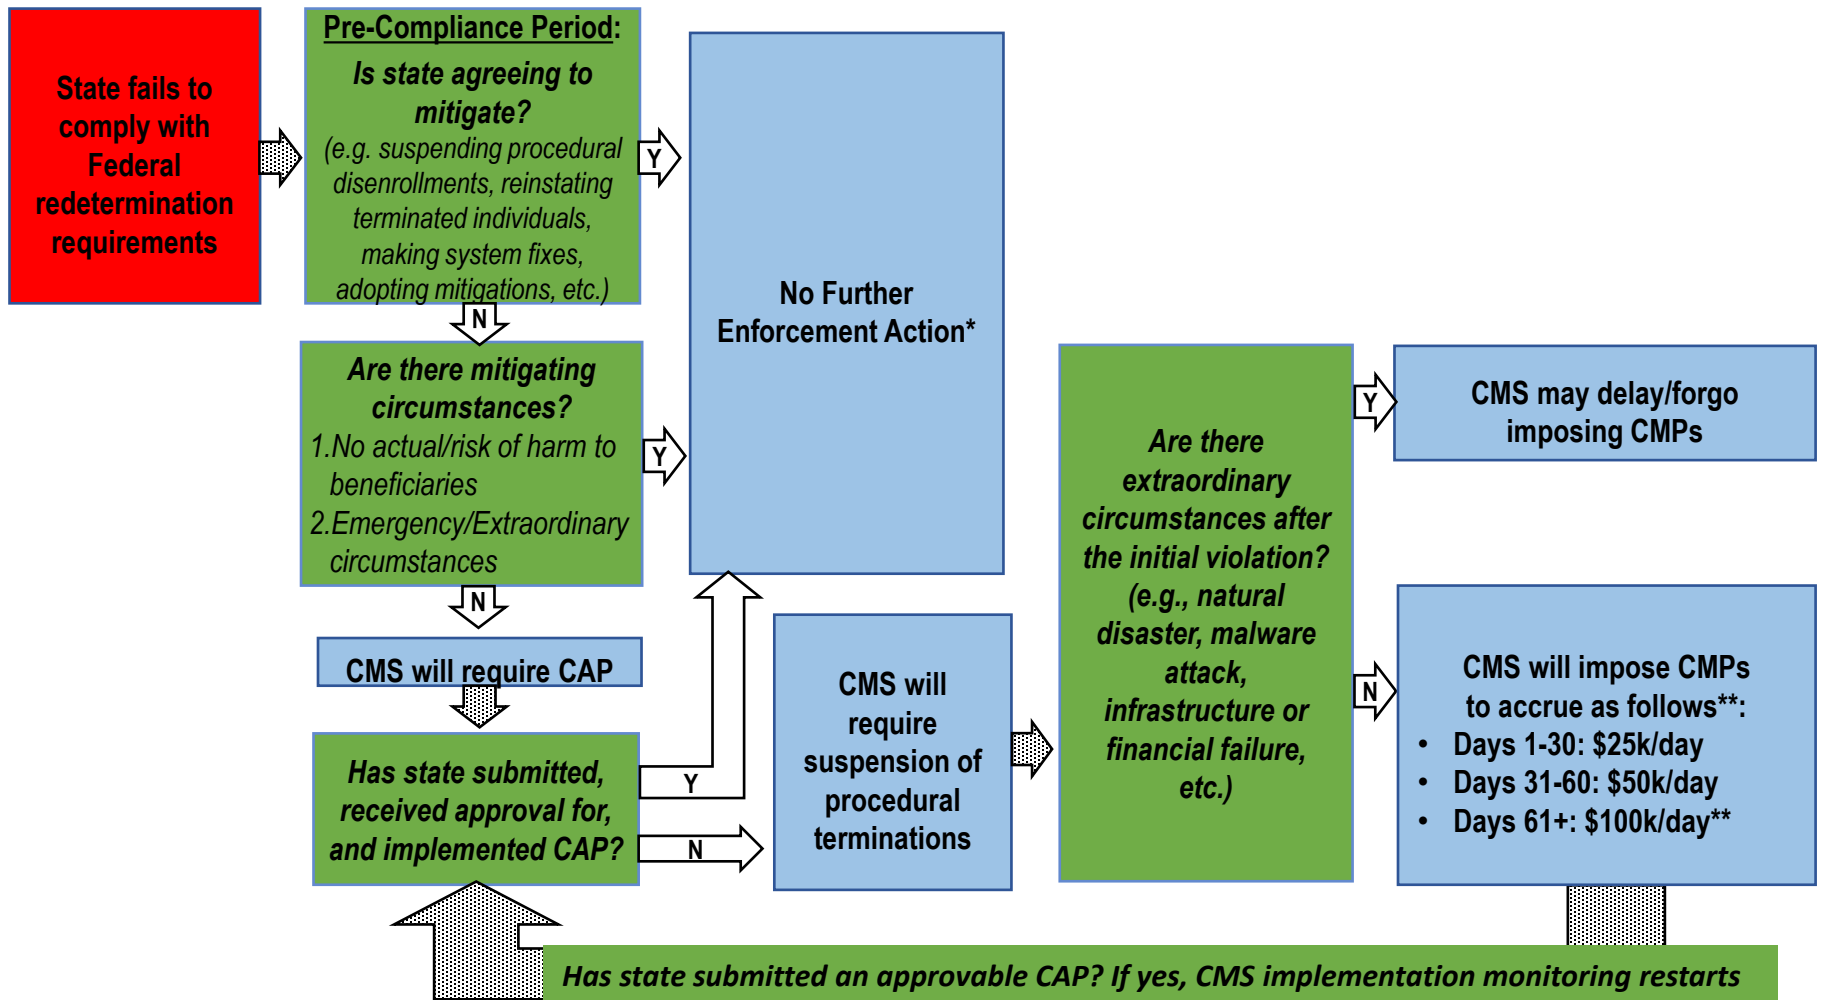 State fails to
comply with
Federal
redetermination
requirements
Pre-Compliance Period:
Is state agreeing to
mitigate?
(e.g. suspending procedural
disenrollments, reinstating
terminated individuals,
making system fixes,
adopting mitigations, etc.)
Y
N
Are there mitigating
circumstances?
1.No actual/risk of harm to
beneficiaries
2.Emergency/Extraordinary
circumstances
Y
N
No Further
Enforcement Action*
CMS will require CAP
Has state submitted,
received approval for,
and implemented CAP?
Y
N
CMS will
require
suspension of
procedural
terminations
Are there
extraordinary
circumstances after
the initial violation?
(e.g., natural
disaster, malware
attack,
infrastructure or
financial failure,
etc.)
Y
N
CMS may delay/forgo
imposing CMPs
CMS will impose CMPs
to accrue as follows**:
• Days 1-30: $25k/day
• Days 31-60: $50k/day
• Days 61+: $100k/day**
Has state submitted an approvable CAP? If yes, CMS implementation monitoring restarts